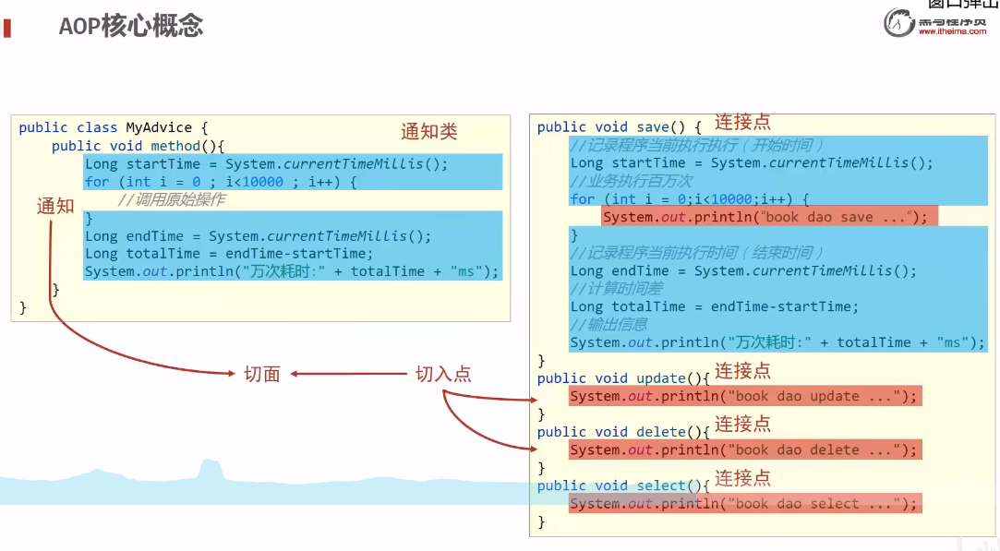 AOP核心概念
窗口弹出
黑马程序员
www.itheima.com
public class MyAdvice {
通知类
public void method(){
Long startTime = System.currentTimeMillis();
for (int i = 0 ; i<10000 ; i++) {
//调用原始操作
通知
}
Long endTime = System.currentTimeMillis();
Long totalTime = endTime-startTime;
System.out.println("万次耗时:" + totalTime + "ms");
}
}
切面
切入点
public void save() {
连接点
//记录程序当前执行执行（开始时间）
Long startTime = System.currentTimeMillis();
//业务执行百万次
for (int i = 0;i<10000;i++) {
System.out.println("book dao save ...");
}
//记录程序当前执行时间（结束时间）
Long endTime = System.currentTimeMillis();
//计算时间差
Long totalTime = endTime-startTime;
//输出信息
System.out.println("万次耗时:" + totalTime + "ms");
}
public void update(){
连接点
System.out.println("book dao update ...");
}
public void delete(){
连接点
System.out.println("book dao delete ...");
}
public void select(){
连接点
System.out.println("book dao select ...");
}